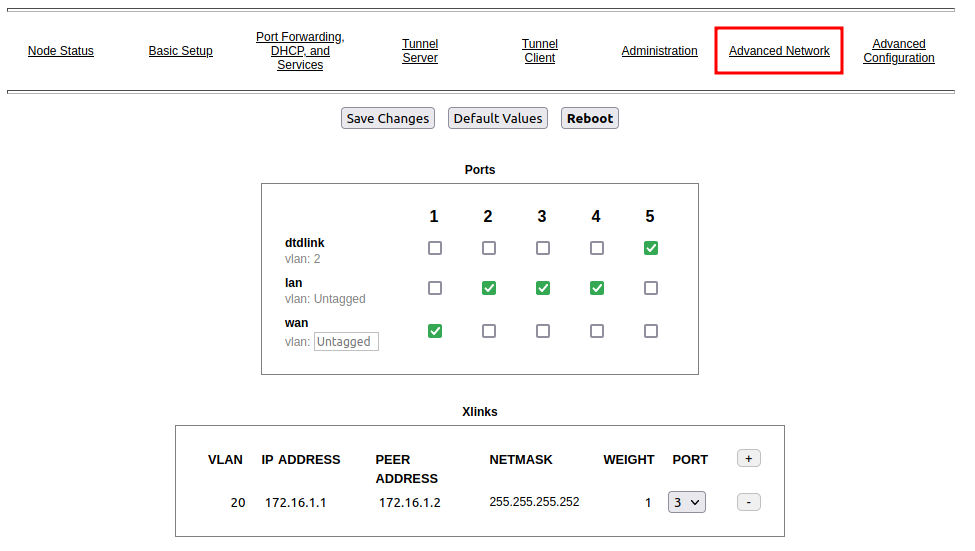 Node Status
Basic Setup
Port Forwarding,
DHCP, and
Services
Tunnel
Server
Tunnel
Client
Administration
Advanced Network
Advanced
Configuration
Save Changes
Default Values
Reboot
Ports
1 2 3 4 5
dtdlink
vlan: 2
lan
vlan: Untagged
wan
vlan: Untagged
Xlinks
VLAN IP ADDRESS PEER ADDRESS NETMASK WEIGHT PORT +
20 172.16.1.1 172.16.1.2 255.255.255.252 1 3 -